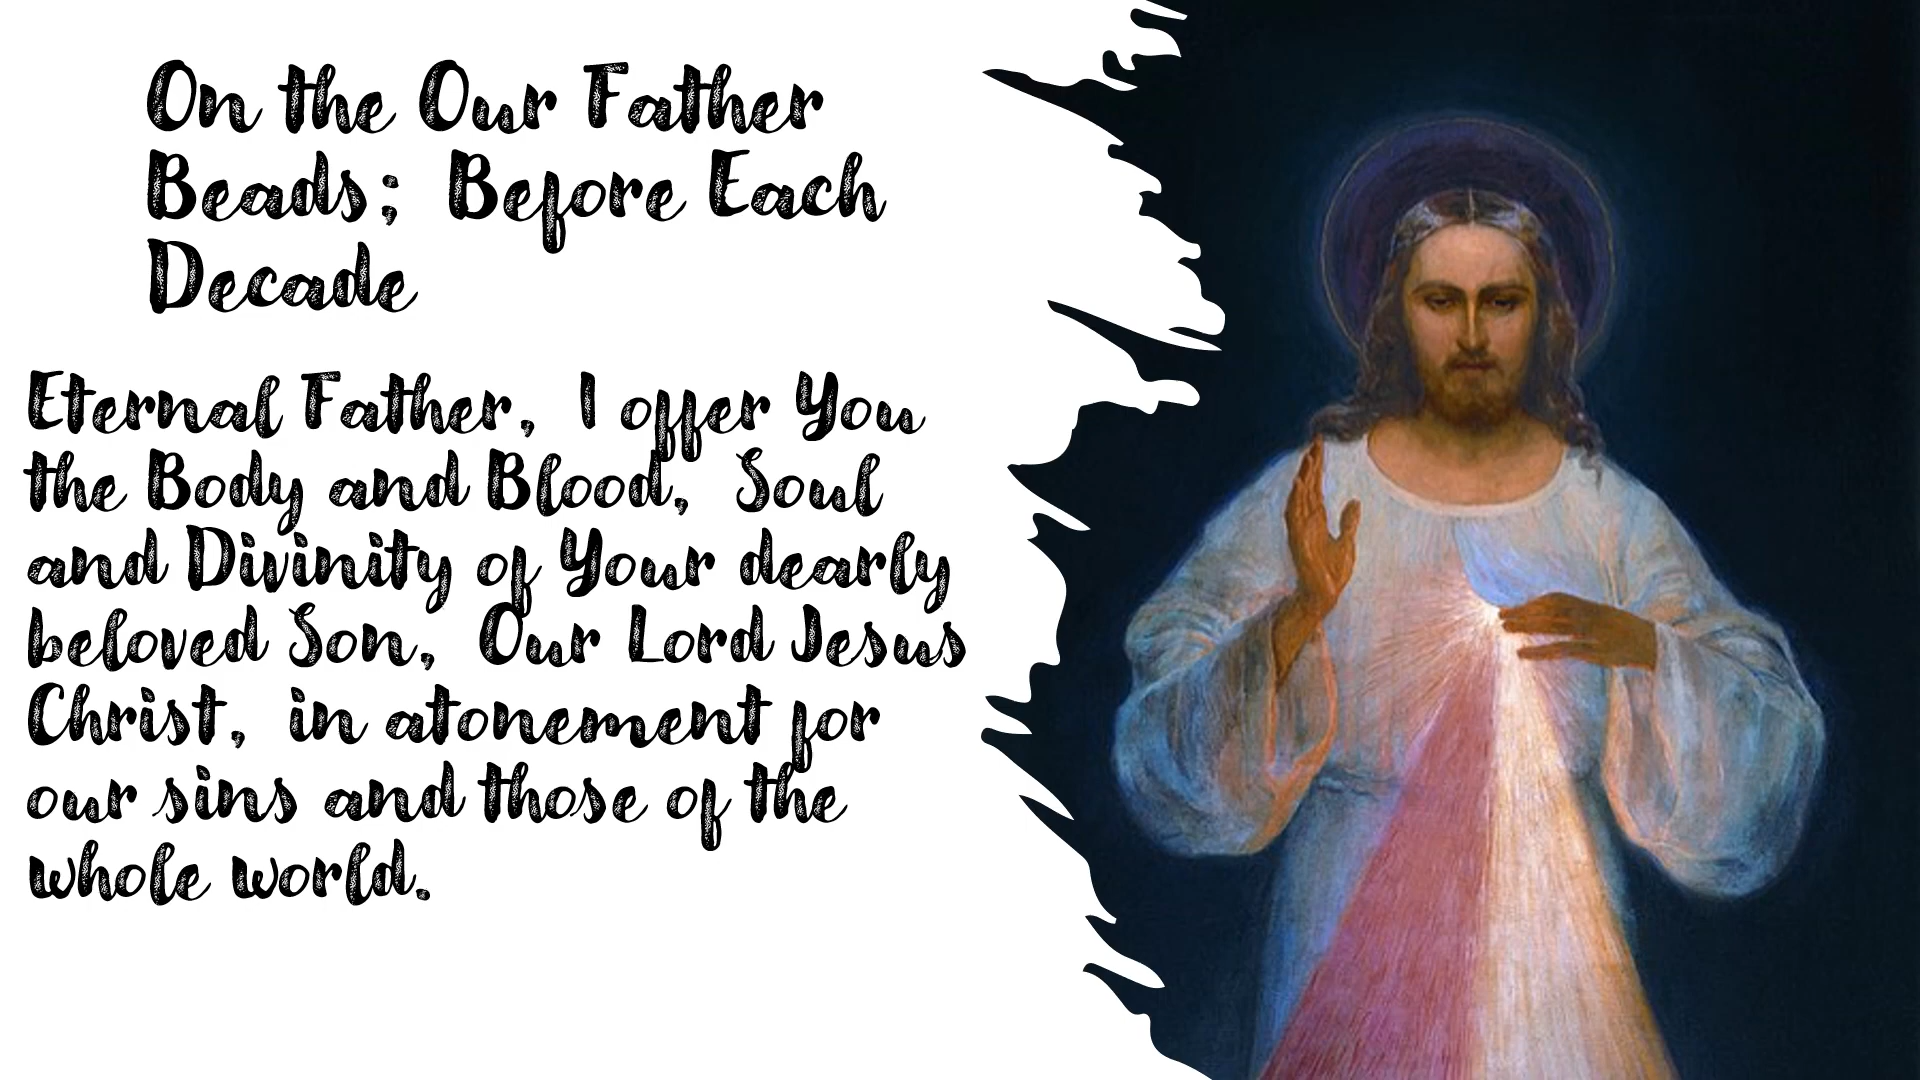 On the Our Father
Beads; Before Each
Decade
Eternal Father, I offer You
the Body and Blood, Soul
and Divinity of Your dearly
beloved Son, Our Lord Jesus
Christ, in atonement for
our sins and those of the
whole world.